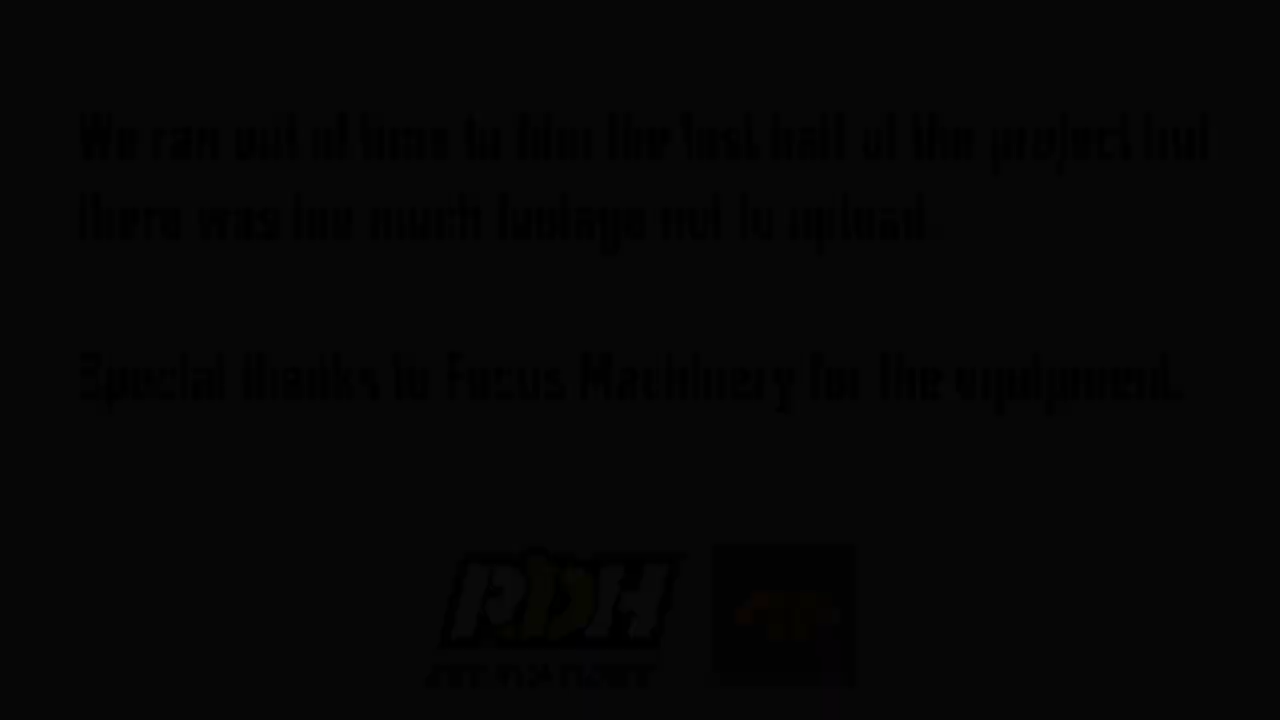 We ran out of time to film the last half of the project but
there was too much footage not to upload.
Special thanks to Focus Machinery for the equipment.
RDH